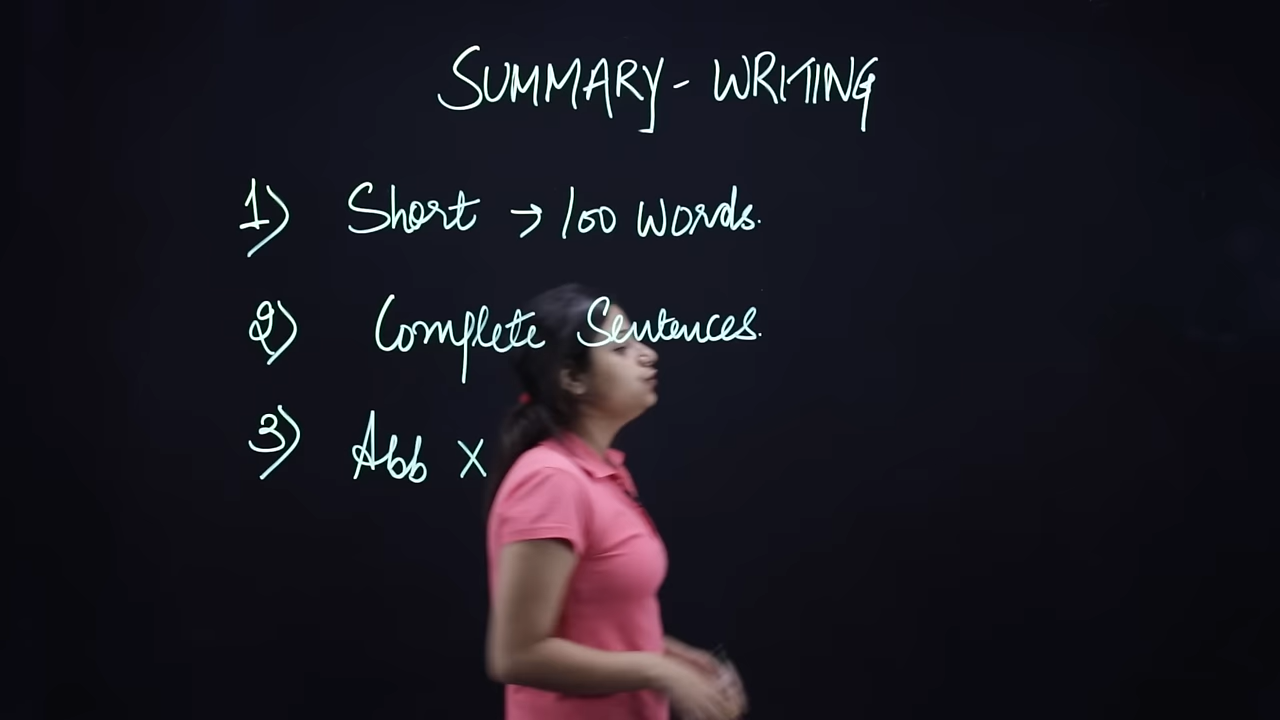 SUMMARY - WRITING
1) Short → 100 words.
2) Complete Sentences.
3) Abb ×